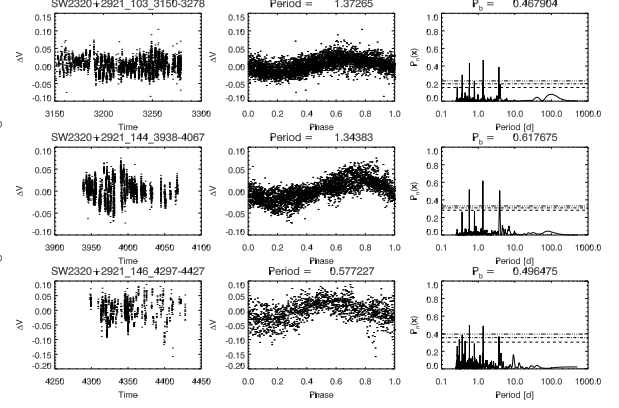 SW2320+2921_103_3150-3278 Period = 1.37265 P_b = 0.467904
0.15 0.15 1.0
0.10 0.10 0.8
0.05 0.05 0.6
0.00 0.00 0.4
-0.05 -0.05 0.2
-0.10 -0.10 0.0
ΔV ΔV P_n(x)
3150 3200 3250 3300 0.0 0.2 0.4 0.6 0.8 1.0 0.1 1.0 10.0 100.0 1000.0
Time Phase Period [d]
SW2320+2921_144_3938-4067 Period = 1.34383 P_b = 0.617675
0.10 0.10 1.0
0.05 0.05 0.8
0.00 0.00 0.6
-0.05 -0.05 0.4
-0.10 -0.10 0.2
0.0
ΔV ΔV P_n(x)
3900 3950 4000 4050 4100 0.0 0.2 0.4 0.6 0.8 1.0 0.1 1.0 10.0 100.0 1000.0
Time Phase Period [d]
SW2320+2921_146_4297-4427 Period = 0.577227 P_b = 0.496475
0.10 0.10 1.0
0.05 0.05 0.8
0.00 0.00 0.6
-0.05 -0.05 0.4
-0.10 -0.10 0.2
-0.15 -0.15 0.0
-0.20 -0.20
ΔV ΔV P_n(x)
4250 4300 4350 4400 4450 0.0 0.2 0.4 0.6 0.8 1.0 0.1 1.0 10.0 100.0 1000.0
Time Phase Period [d]